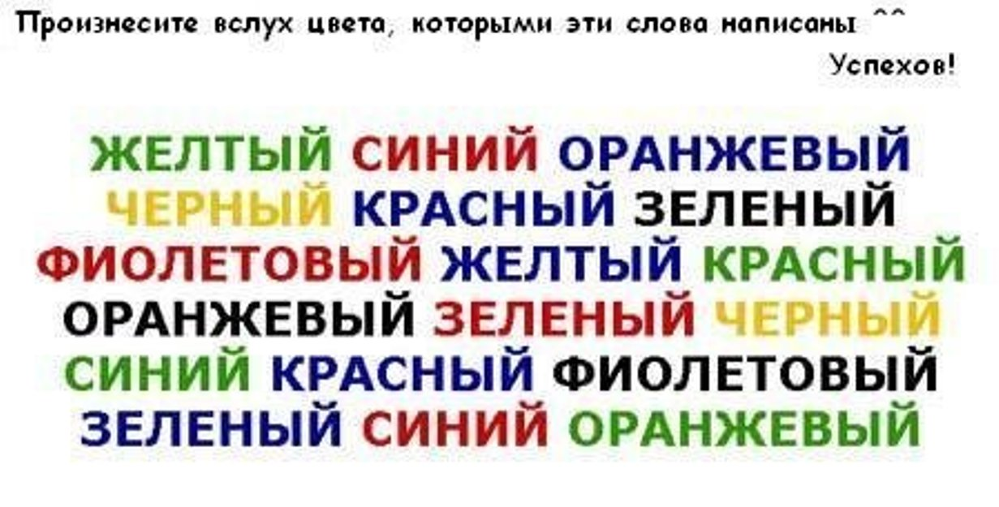 Произнесите вслух цвета, которыми эти слова написаны ^^
Успехов!
ЖЕЛТЫЙ СИНИЙ ОРАНЖЕВЫЙ
ЧЕРНЫЙ КРАСНЫЙ ЗЕЛЕНЫЙ
ФИОЛЕТОВЫЙ ЖЕЛТЫЙ КРАСНЫЙ
ОРАНЖЕВЫЙ ЗЕЛЕНЫЙ ЧЕРНЫЙ
СИНИЙ КРАСНЫЙ ФИОЛЕТОВЫЙ
ЗЕЛЕНЫЙ СИНИЙ ОРАНЖЕВЫЙ